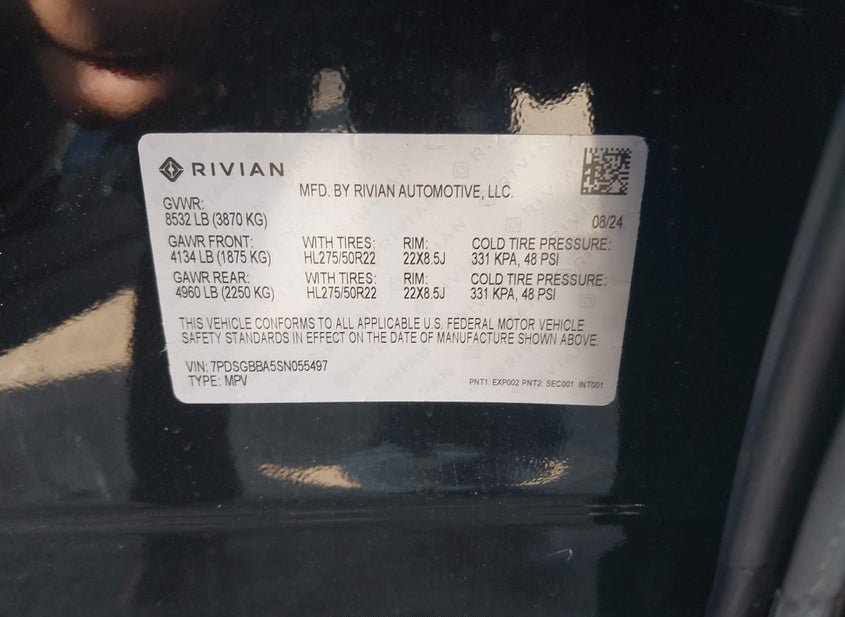 RIVIAN
MFD. BY RIVIAN AUTOMOTIVE, LLC.
GVWR:
8532 LB (3870 KG)
08/24
GAWR FRONT: WITH TIRES: RIM: COLD TIRE PRESSURE:
4134 LB (1875 KG) HL275/50R22 22X8.5J 331 KPA, 48 PSI
GAWR REAR: WITH TIRES: RIM: COLD TIRE PRESSURE:
4960 LB (2250 KG) HL275/50R22 22X8.5J 331 KPA, 48 PSI
THIS VEHICLE CONFORMS TO ALL APPLICABLE U.S. FEDERAL MOTOR VEHICLE
SAFETY STANDARDS IN EFFECT ON THE DATE OF MANUFACTURE SHOWN ABOVE.
VIN: 7PDSGBBA5SN055497
TYPE: MPV
PNT1: EXP002 PNT2: SEC001 INT001